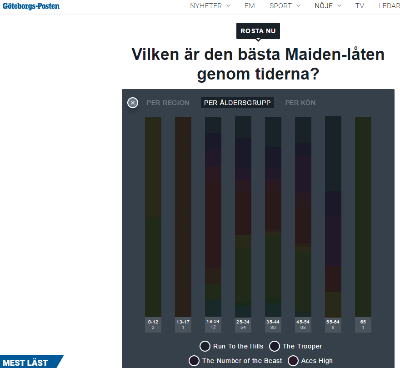 Göteborgs-Posten
NYHETER EM SPORT NÖJE TV LEDAR
ROSTA NU
Vilken är den bästa Maiden-låten
genom tiderna?
PER REGION PER ÅLDERSGRUPP PER KÖN
0-12 13-17 18-24 25-34 35-44 45-54 55-64 65
Run To the Hills The Trooper
The Number of the Beast Aces High
MEST LÄST